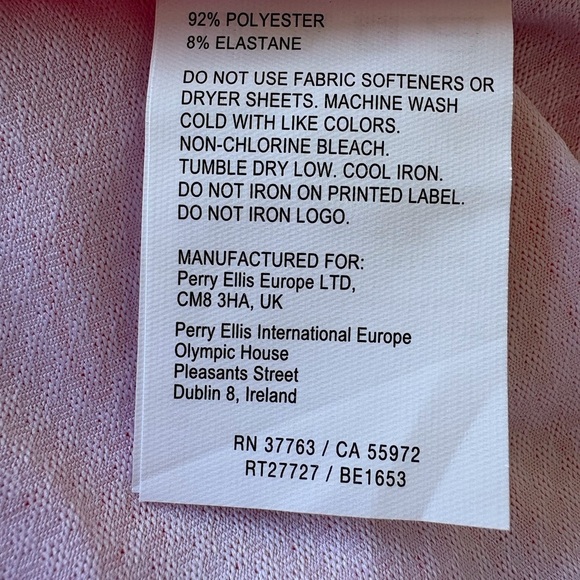 92% POLYESTER
8% ELASTANE
DO NOT USE FABRIC SOFTENERS OR
DRYER SHEETS. MACHINE WASH
COLD WITH LIKE COLORS.
NON-CHLORINE BLEACH.
TUMBLE DRY LOW. COOL IRON.
DO NOT IRON ON PRINTED LABEL.
DO NOT IRON LOGO.
MANUFACTURED FOR:
Perry Ellis Europe LTD,
CM8 3HA, UK
Perry Ellis International Europe
Olympic House
Pleasants Street
Dublin 8, Ireland
RN 37763 / CA 55972
RT27727 / BE1653